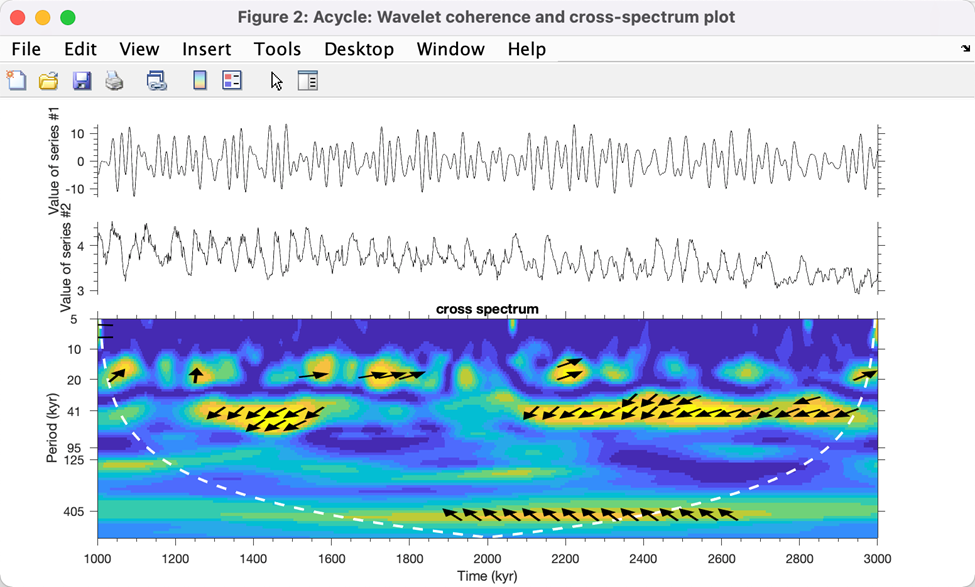 Figure 2: Acycle: Wavelet coherence and cross-spectrum plot
File Edit View Insert Tools Desktop Window Help
Value of series #1
10
0
-10
Value of series #2
4
3
cross spectrum
Period (kyr)
5
10
20
41
95
125
405
1000 1200 1400 1600 1800 2000 2200 2400 2600 2800 3000
Time (kyr)